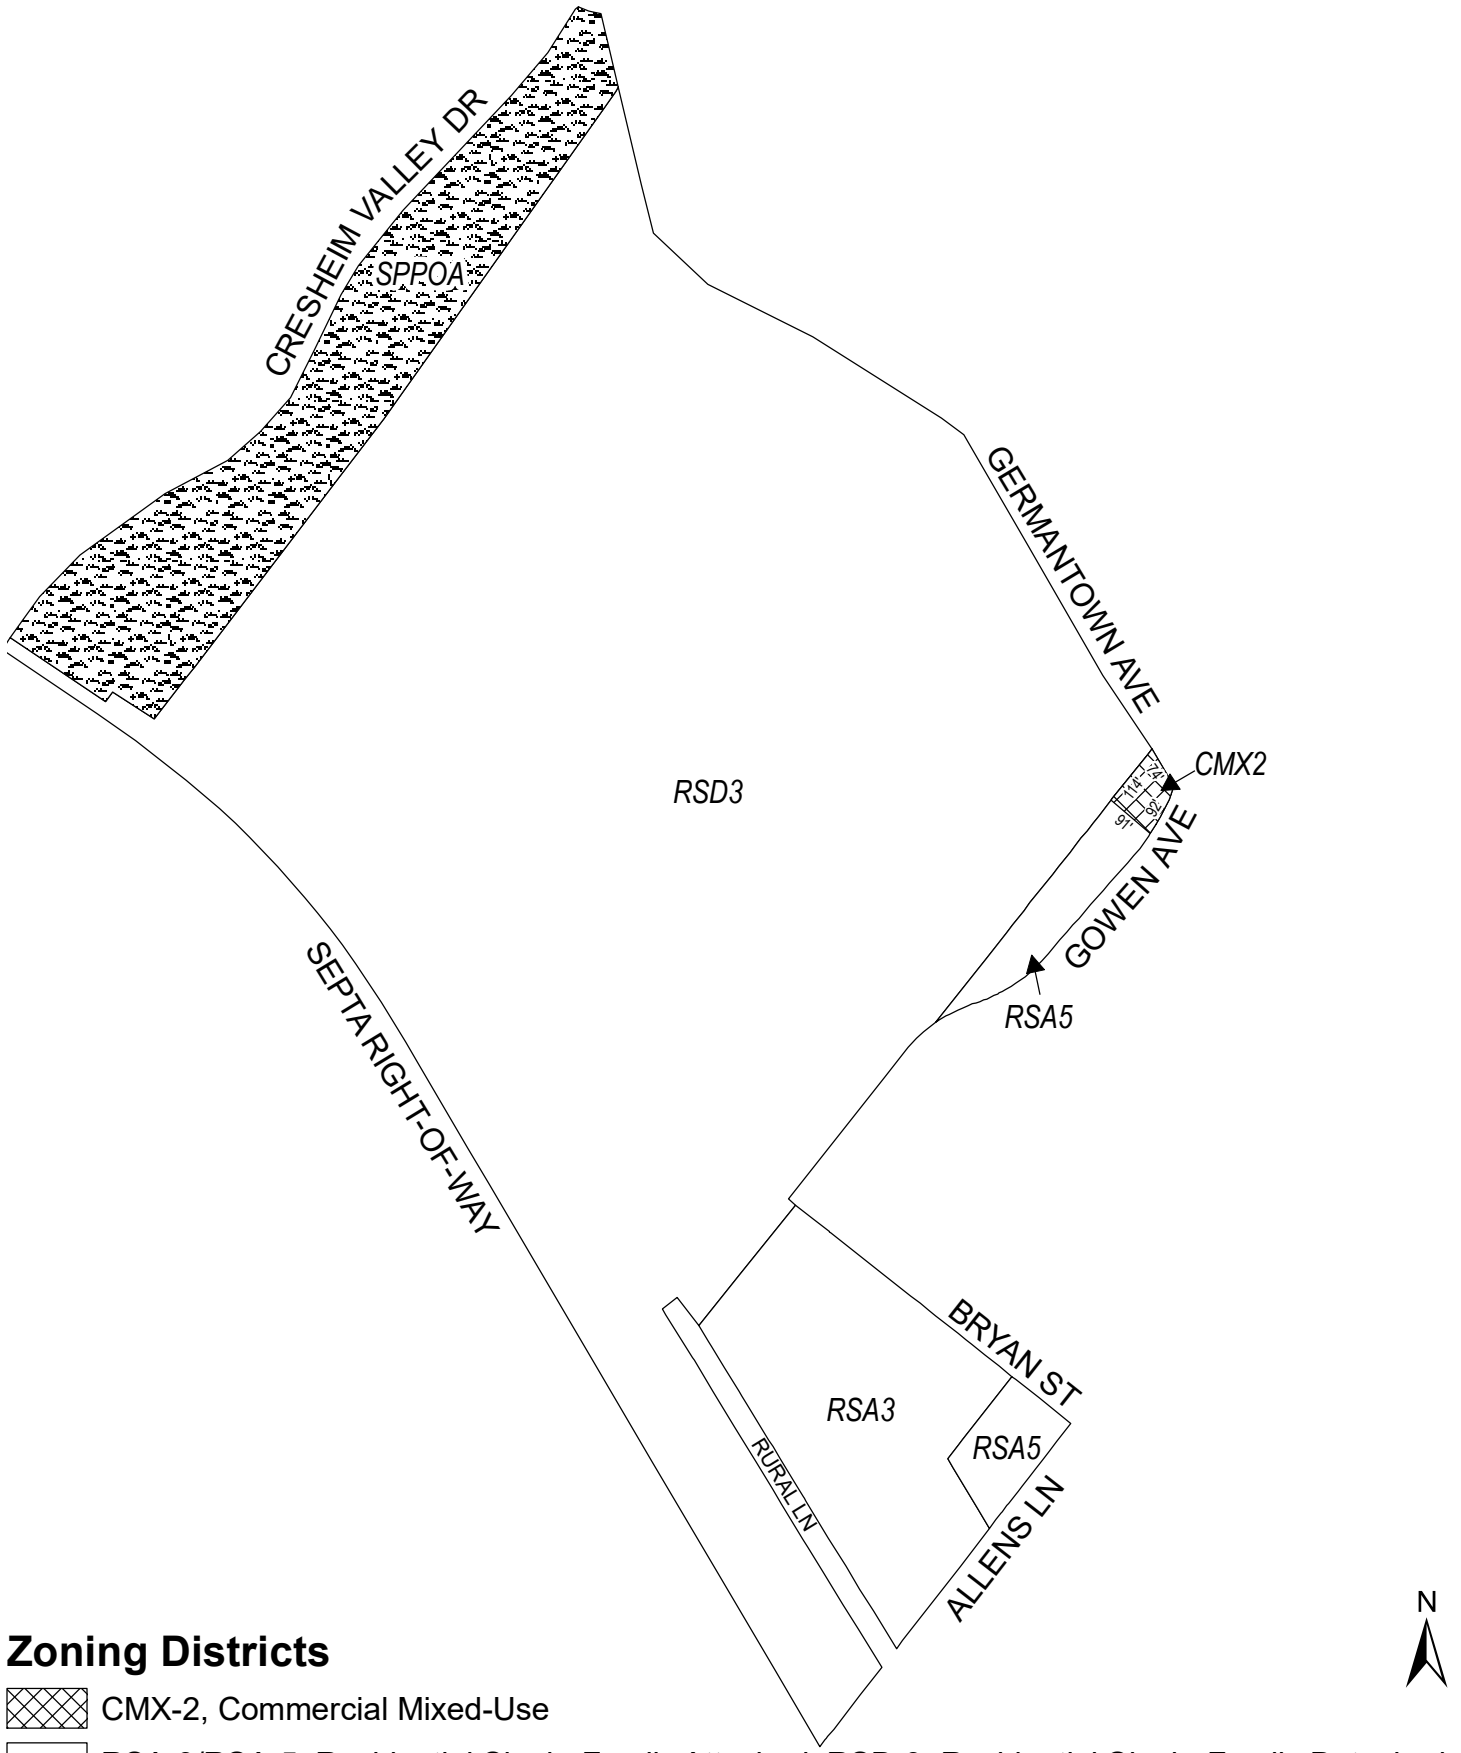 CRESHEIM VALLEY DR
SPPOA
GERMANTOWN AVE
CMX2
74'
114'
92'
91'
RSD3
GOWEN AVE
RSA5
SEPTA RIGHT-OF-WAY
BRYAN ST
RSA3
RSA5
RURAL LN
ALLENS LN
N
Zoning Districts
CMX-2, Commercial Mixed-Use